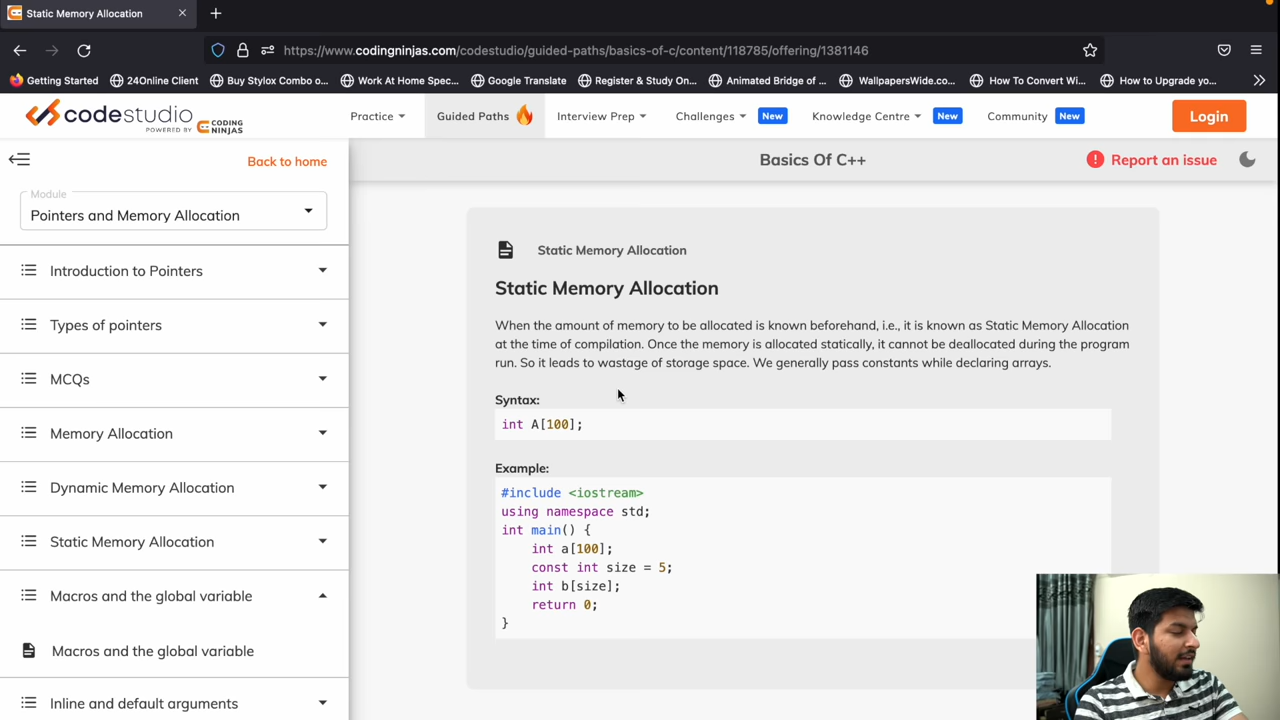 Static Memory Allocation
https://www.codingninjas.com/codestudio/guided-paths/basics-of-c/content/118785/offering/1381146
Getting Started
24Online Client
Buy Stylox Combo o...
Work At Home Spec...
Google Translate
Register & Study On...
Animated Bridge of ...
WallpapersWide.co...
How To Convert Wi...
How to Upgrade yo...
codestudio
POWERED BY CODING NINJAS
Practice
Guided Paths
Interview Prep
Challenges New
Knowledge Centre New
Community New
Login
Back to home
Basics Of C++
Report an issue
Module
Pointers and Memory Allocation
Introduction to Pointers
Types of pointers
MCQs
Memory Allocation
Dynamic Memory Allocation
Static Memory Allocation
Macros and the global variable
Macros and the global variable
Inline and default arguments
Static Memory Allocation
Static Memory Allocation
When the amount of memory to be allocated is known beforehand, i.e., it is known as Static Memory Allocation
at the time of compilation. Once the memory is allocated statically, it cannot be deallocated during the program
run. So it leads to wastage of storage space. We generally pass constants while declaring arrays.
Syntax:
int A[100];
Example:
#include <iostream>
using namespace std;
int main() {
int a[100];
const int size = 5;
int b[size];
return 0;
}